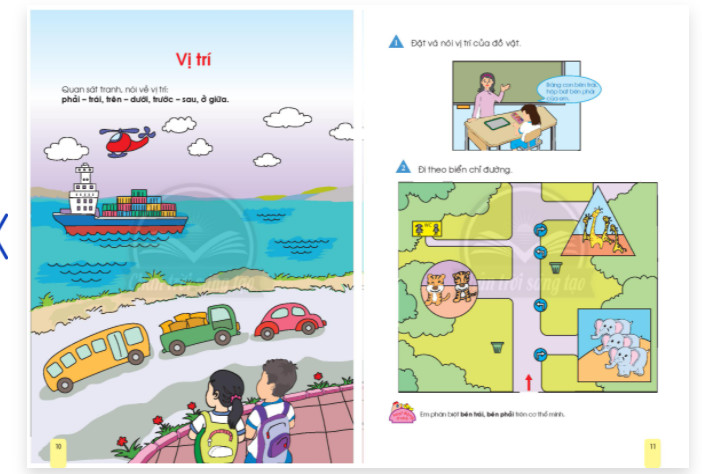 Vị trí
Quan sát tranh, nói về vị trí:
phải – trái, trên – dưới, trước – sau, ở giữa.
10
1 Đặt và nói vị trí của đồ vật.
Bảng con bên trái,
hộp bút bên phải
của em.
2 Đi theo biển chỉ đường.
WC
Chân trời sáng tạo
Chân trời sáng tạo
Em phân biệt bên trái, bên phải trên cơ thể mình.
11